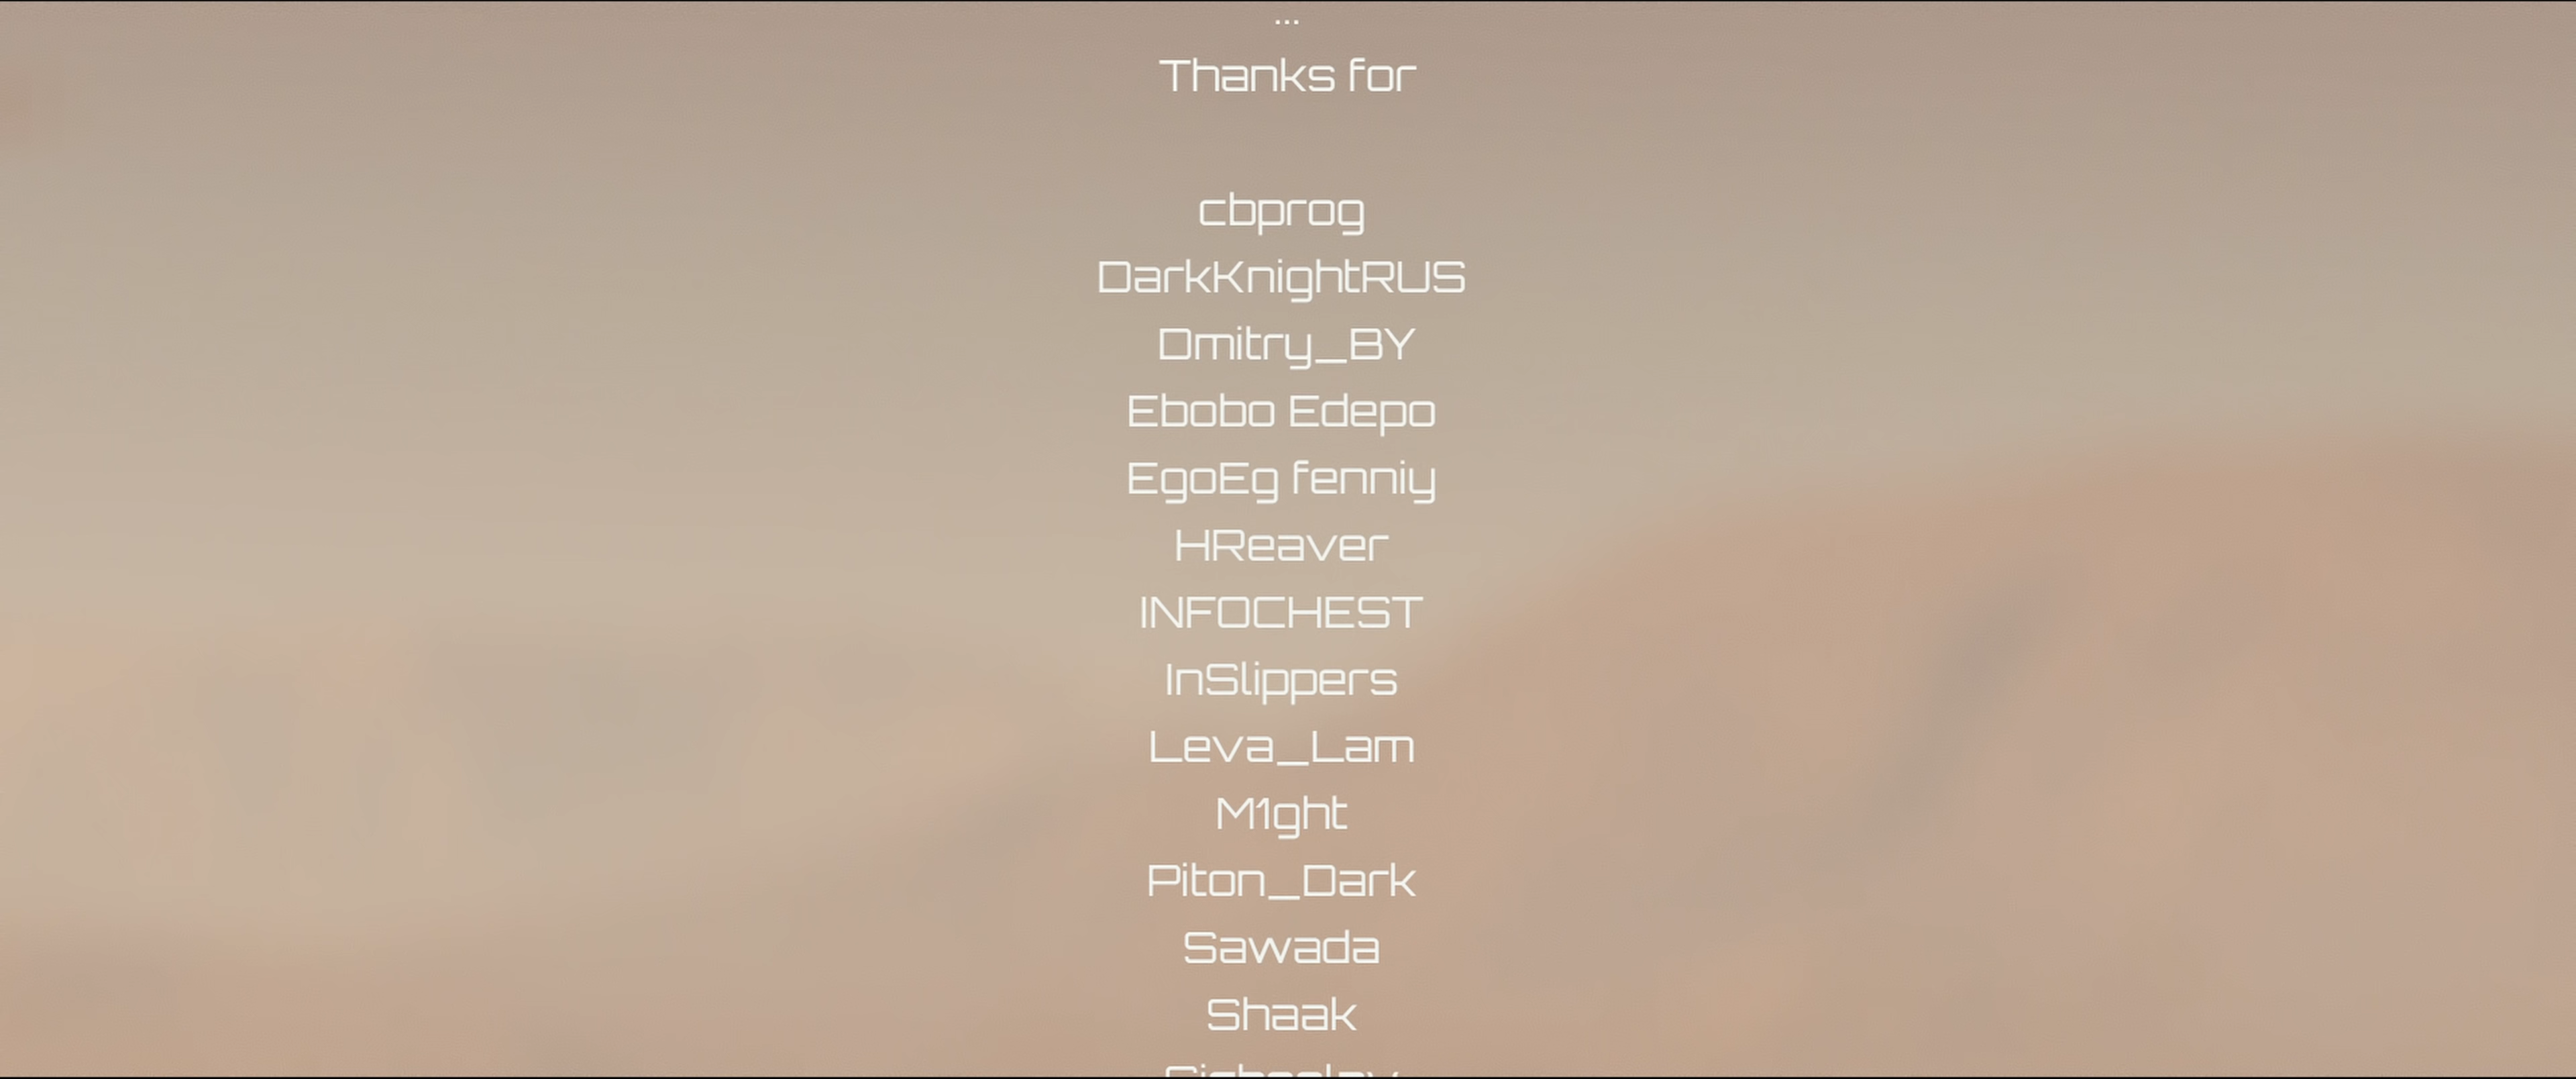 ...
Thanks for
cbprog
DarkKnightRUS
Dmitry_BY
Ebobo Edepo
EgoEg fenniy
HReaver
INFOCHEST
InSlippers
Leva_Lam
M1ght
Piton_Dark
Sawada
Shaak